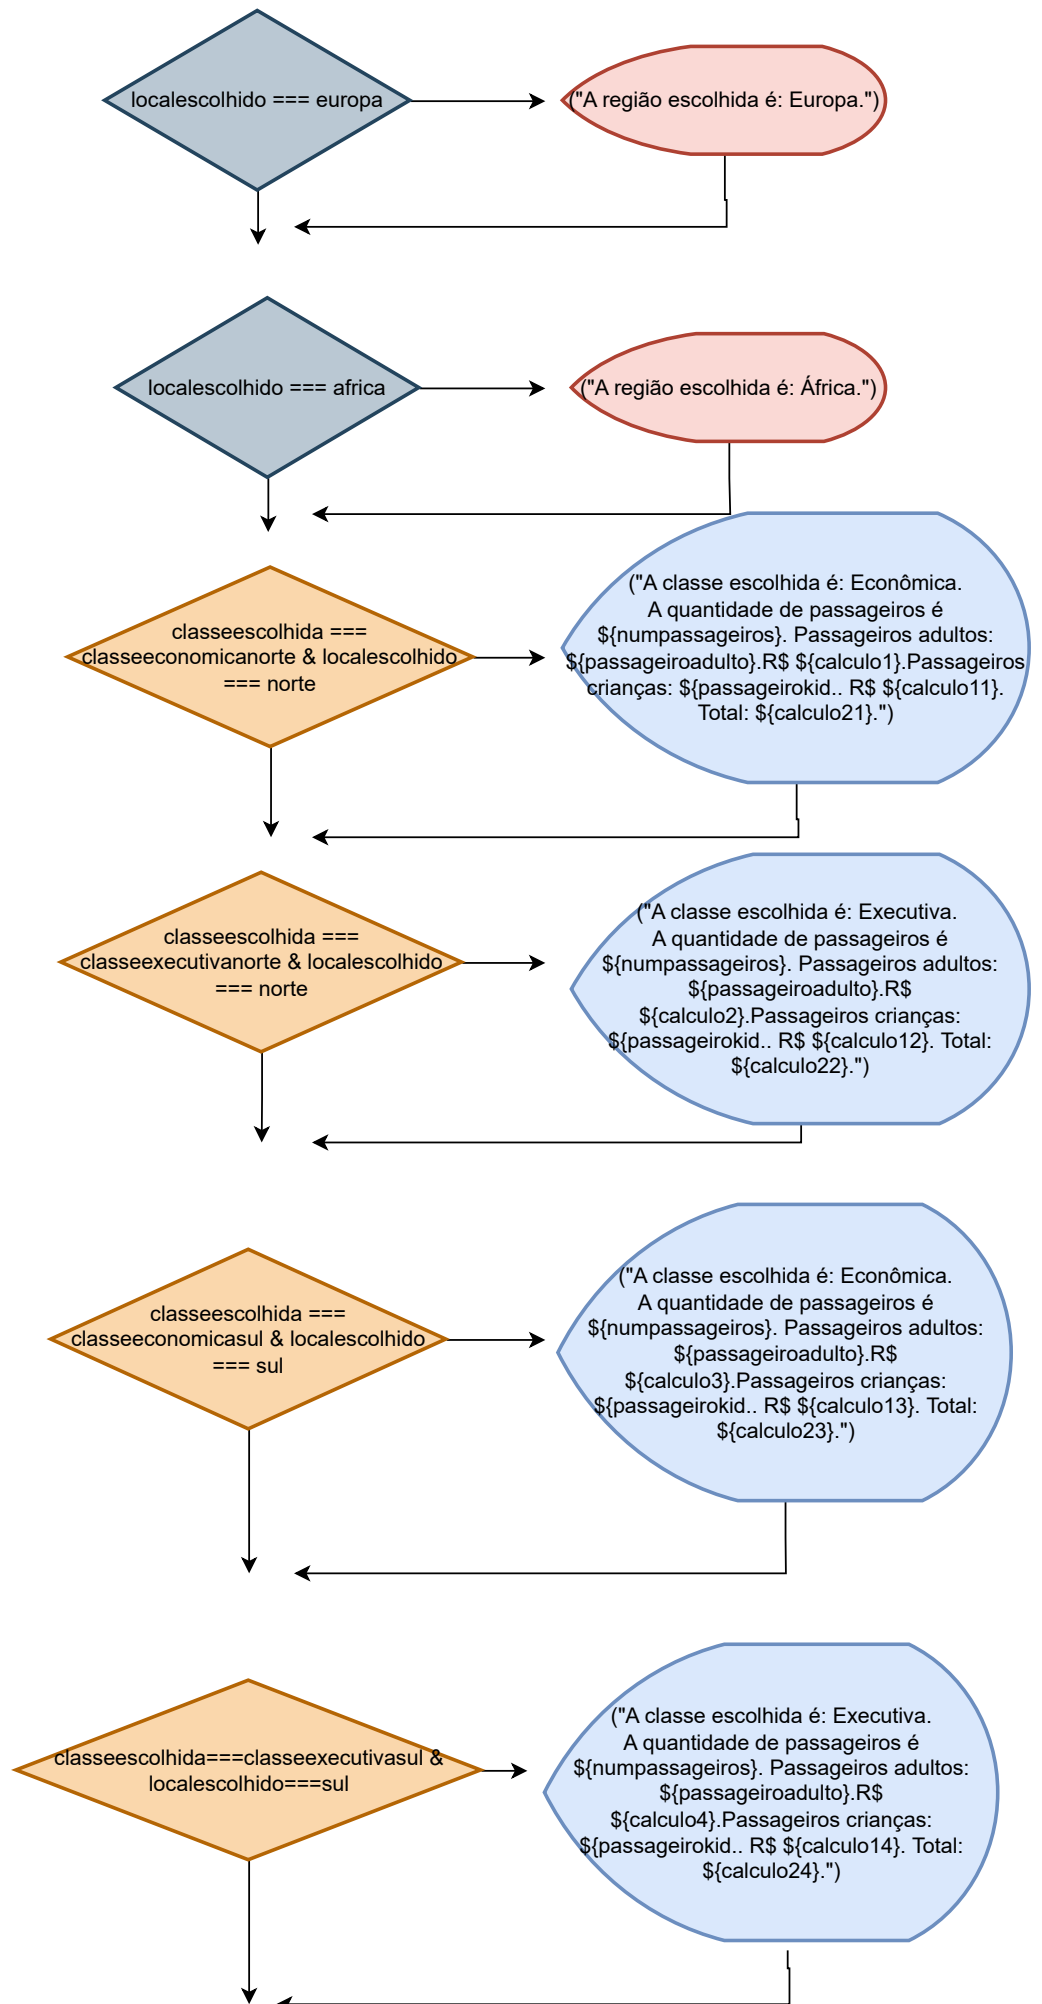 localescolhido === europa
("A região escolhida é: Europa.")
localescolhido === africa
("A região escolhida é: África.")
classeescolhida ===
classeeconomicanorte & localescolhido
=== norte
("A classe escolhida é: Econômica.
A quantidade de passageiros é
${numpassageiros}. Passageiros adultos:
${passageiroadulto}.R$ ${calculo1}.Passageiros
crianças: ${passageirokid.. R$ ${calculo11}.
Total: ${calculo21}.")
classeescolhida ===
classeexecutivanorte & localescolhido
=== norte
("A classe escolhida é: Executiva.
A quantidade de passageiros é
${numpassageiros}. Passageiros adultos:
${passageiroadulto}.R$
${calculo2}.Passageiros crianças:
${passageirokid.. R$ ${calculo12}. Total:
${calculo22}.")
classeescolhida ===
classeeconomicasul & localescolhido
=== sul
("A classe escolhida é: Econômica.
A quantidade de passageiros é
${numpassageiros}. Passageiros adultos:
${passageiroadulto}.R$
${calculo3}.Passageiros crianças:
${passageirokid.. R$ ${calculo13}. Total:
${calculo23}.")
classeescolhida===classeexecutivasul &
localescolhido===sul
("A classe escolhida é: Executiva.
A quantidade de passageiros é
${numpassageiros}. Passageiros adultos:
${passageiroadulto}.R$
${calculo4}.Passageiros crianças:
${passageirokid.. R$ ${calculo14}. Total:
${calculo24}.")